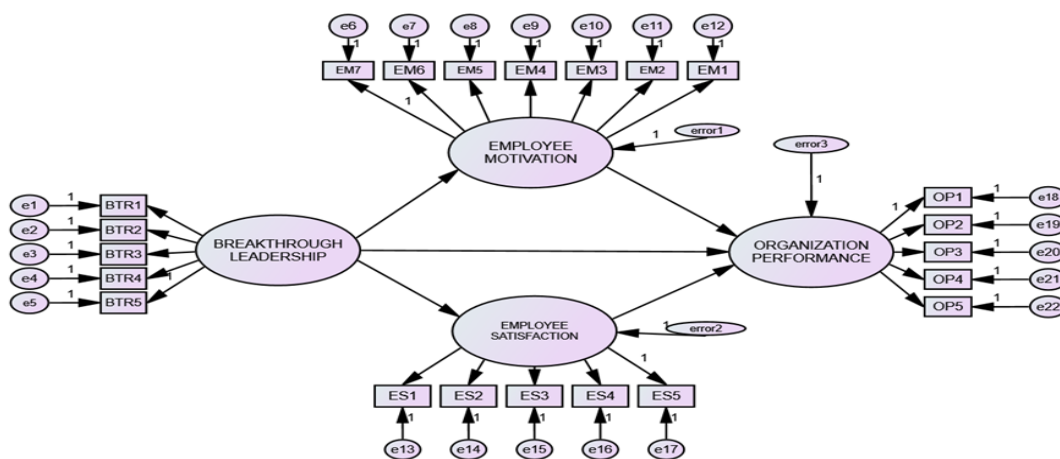 e6 e7 e8 e9 e10 e11 e12
1 1 1 1 1 1 1
EM7 EM6 EM5 EM4 EM3 EM2 EM1
1
EMPLOYEE
MOTIVATION
1 error1
error3
1
e1 1 BTR1
e2 1 BTR2
e3 1 BTR3
e4 1 BTR4
e5 1 BTR5
1
BREAKTHROUGH
LEADERSHIP
ORGANIZATION
PERFORMANCE
1
OP1 1 e18
OP2 1 e19
OP3 1 e20
OP4 1 e21
OP5 1 e22
EMPLOYEE
SATISFACTION
1 error2
1
ES1 ES2 ES3 ES4 ES5
1 1 1 1 1
e13 e14 e15 e16 e17